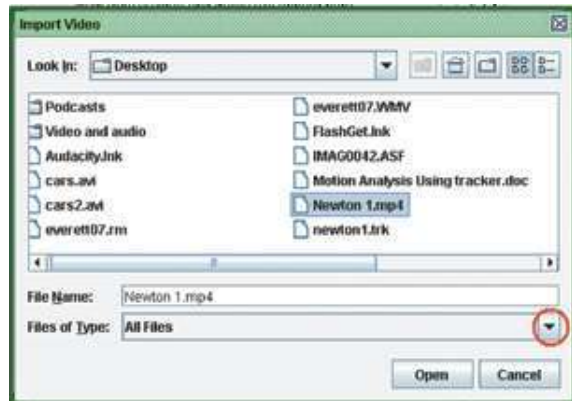 Import Video
Look In: Desktop
Podcasts
Video and audio
Audacity.lnk
cars.avi
cars2.avi
everett07.rm
everett07.WMV
FlashGet.lnk
IMAG0042.ASF
Motion Analysis Using tracker.doc
Newton 1.mp4
newton1.trk
File Name: Newton 1.mp4
Files of Type: All Files
Open Cancel